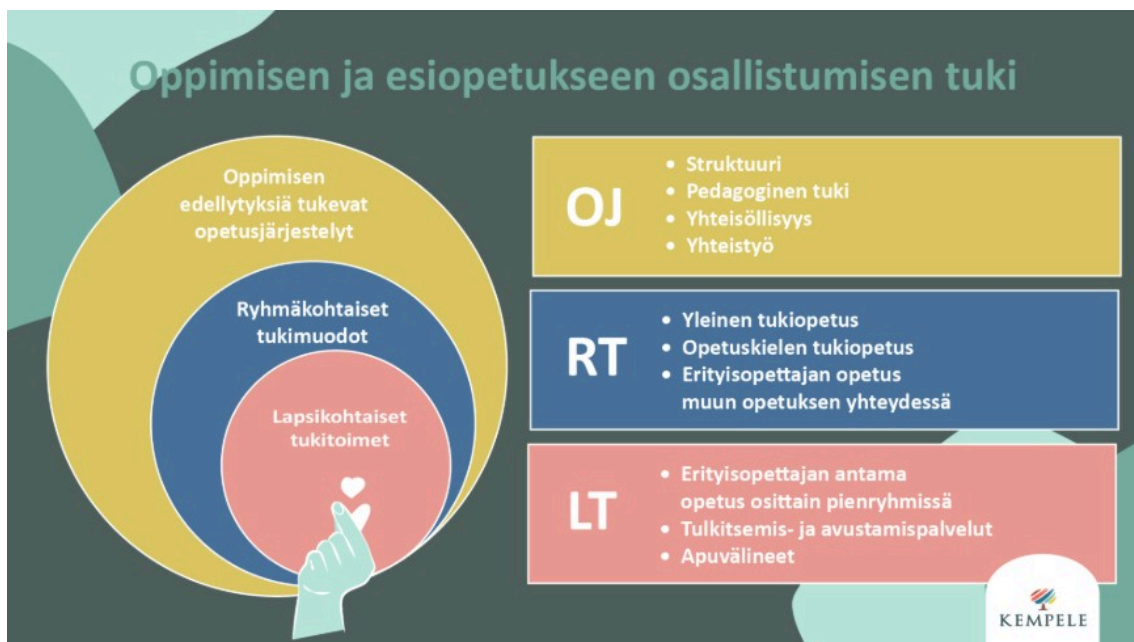 Oppimisen ja esiopetukseen osallistumisen tuki
Oppimisen
edellytyksiä tukevat
opetusjärjestelyt
Ryhmäkohtaiset
tukimuodot
Lapsikohtaiset
tukitoimet
OJ
• Struktuuri
• Pedagoginen tuki
• Yhteisöllisyys
• Yhteistyö
RT
• Yleinen tukiopetus
• Opetuskielen tukiopetus
• Erityisopettajan opetus
muun opetuksen yhteydessä
LT
• Erityisopettajan antama
opetus osittain pienryhmissä
• Tulkitsemis- ja avustamispalvelut
• Apuvälineet
KEMPELE